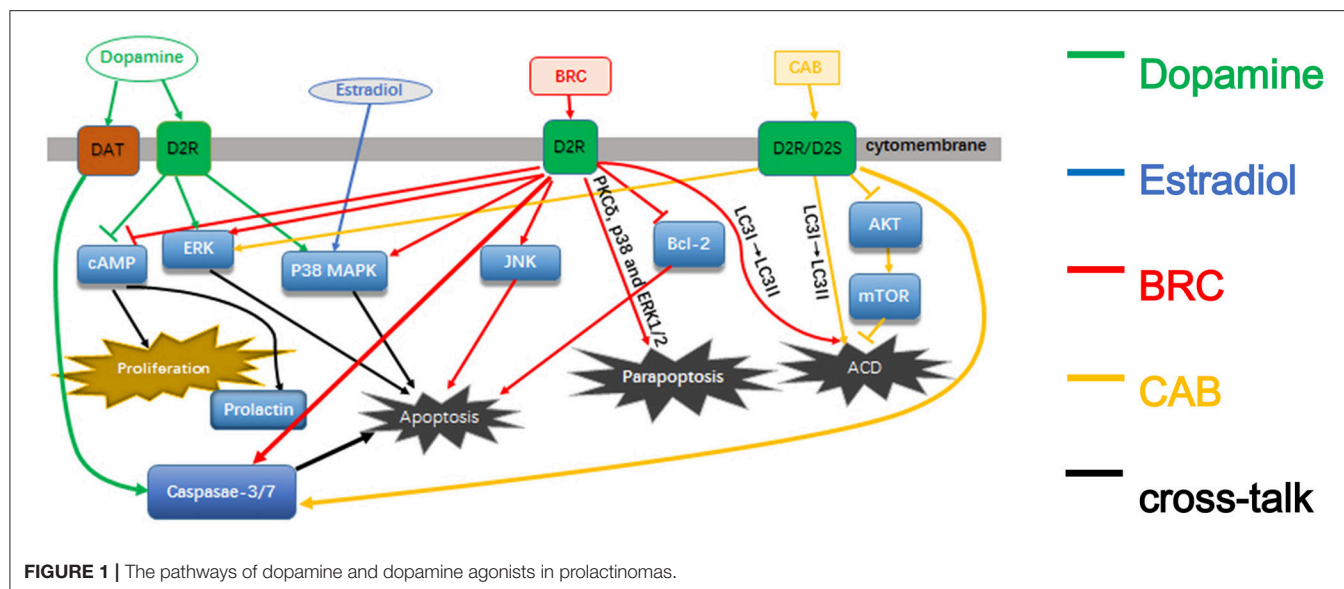 Dopamine
Estradiol
BRC
CAB
DAT
D2R
D2R
D2R/D2S
cytomembrane
cAMP
ERK
P38 MAPK
JNK
PKCδ, p38 and ERK1/2
Bcl-2
LC3I→LC3II
LC3I→LC3II
AKT
mTOR
Proliferation
Prolactin
Apoptosis
Parapoptosis
ACD
Caspasae-3/7
Dopamine
Estradiol
BRC
CAB
cross-talk
FIGURE 1 | The pathways of dopamine and dopamine agonists in prolactinomas.